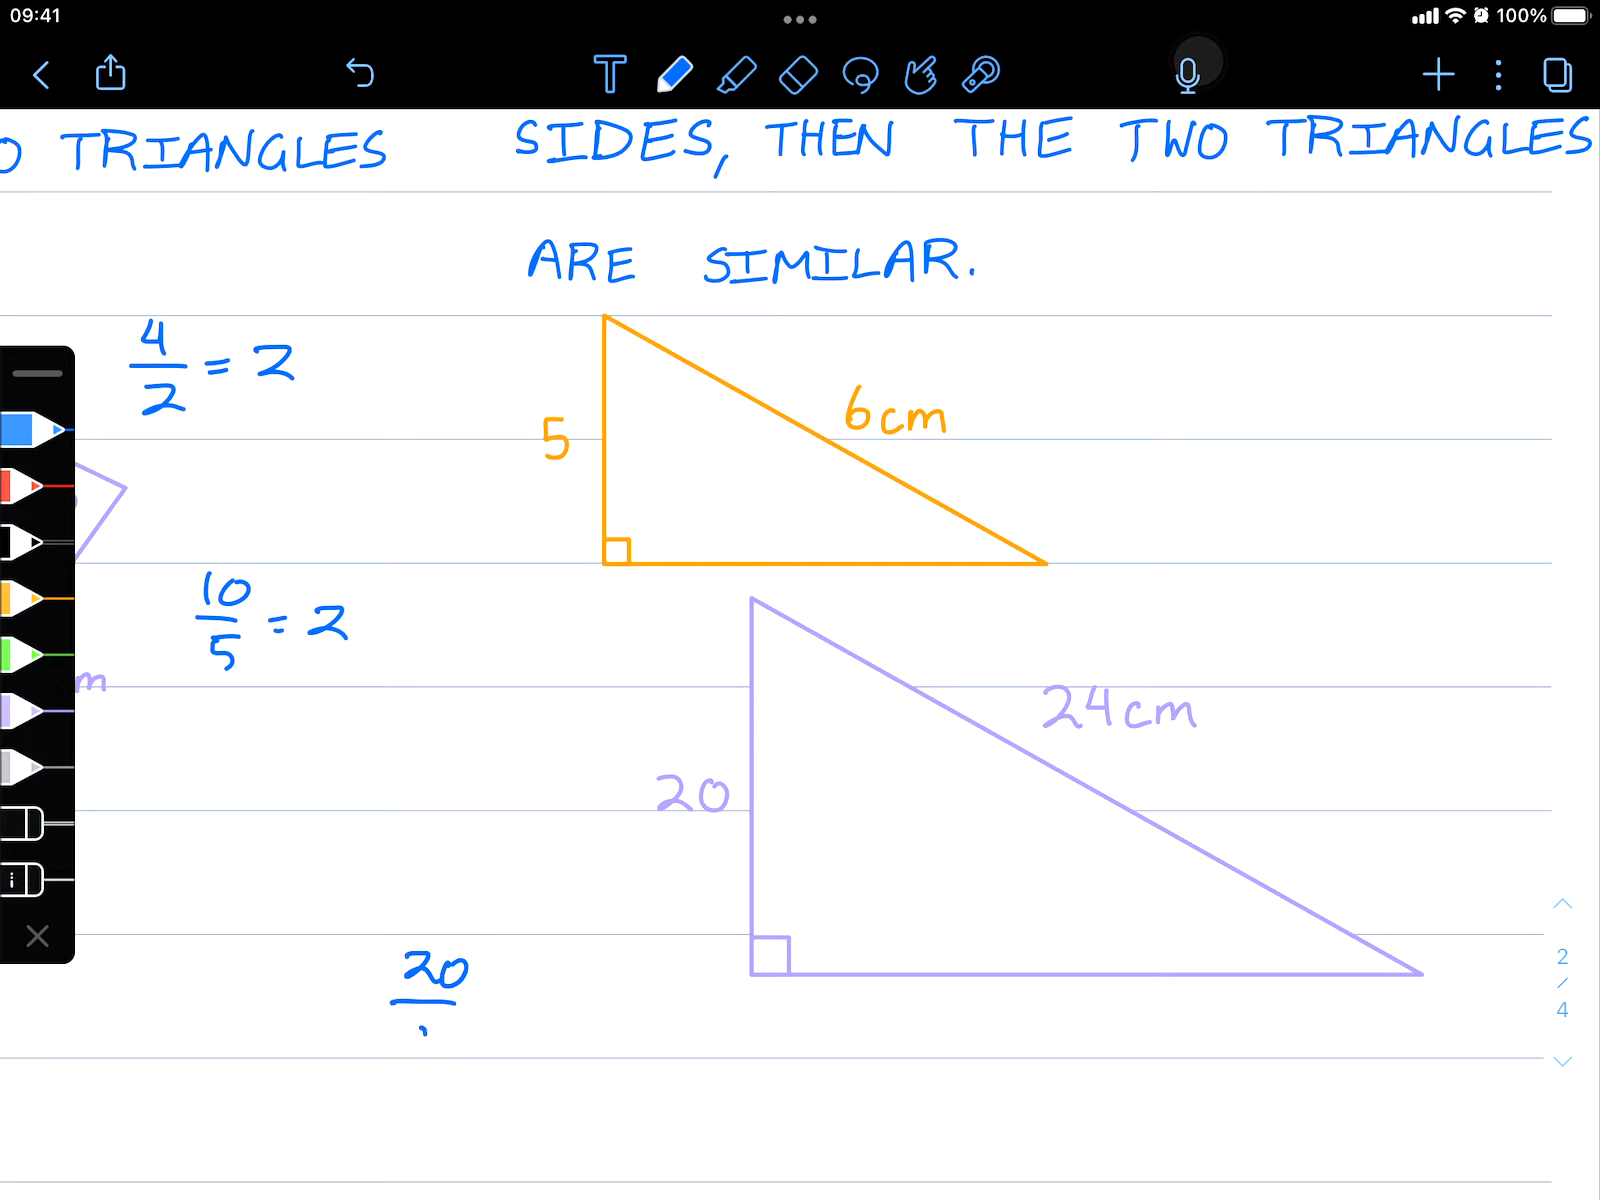 09:41
100%
O TRIANGLES
SIDES, THEN THE TWO TRIANGLES
ARE SIMILAR.
4/2 = 2
5
6cm
10/5 = 2
m
24cm
20
20
2/4